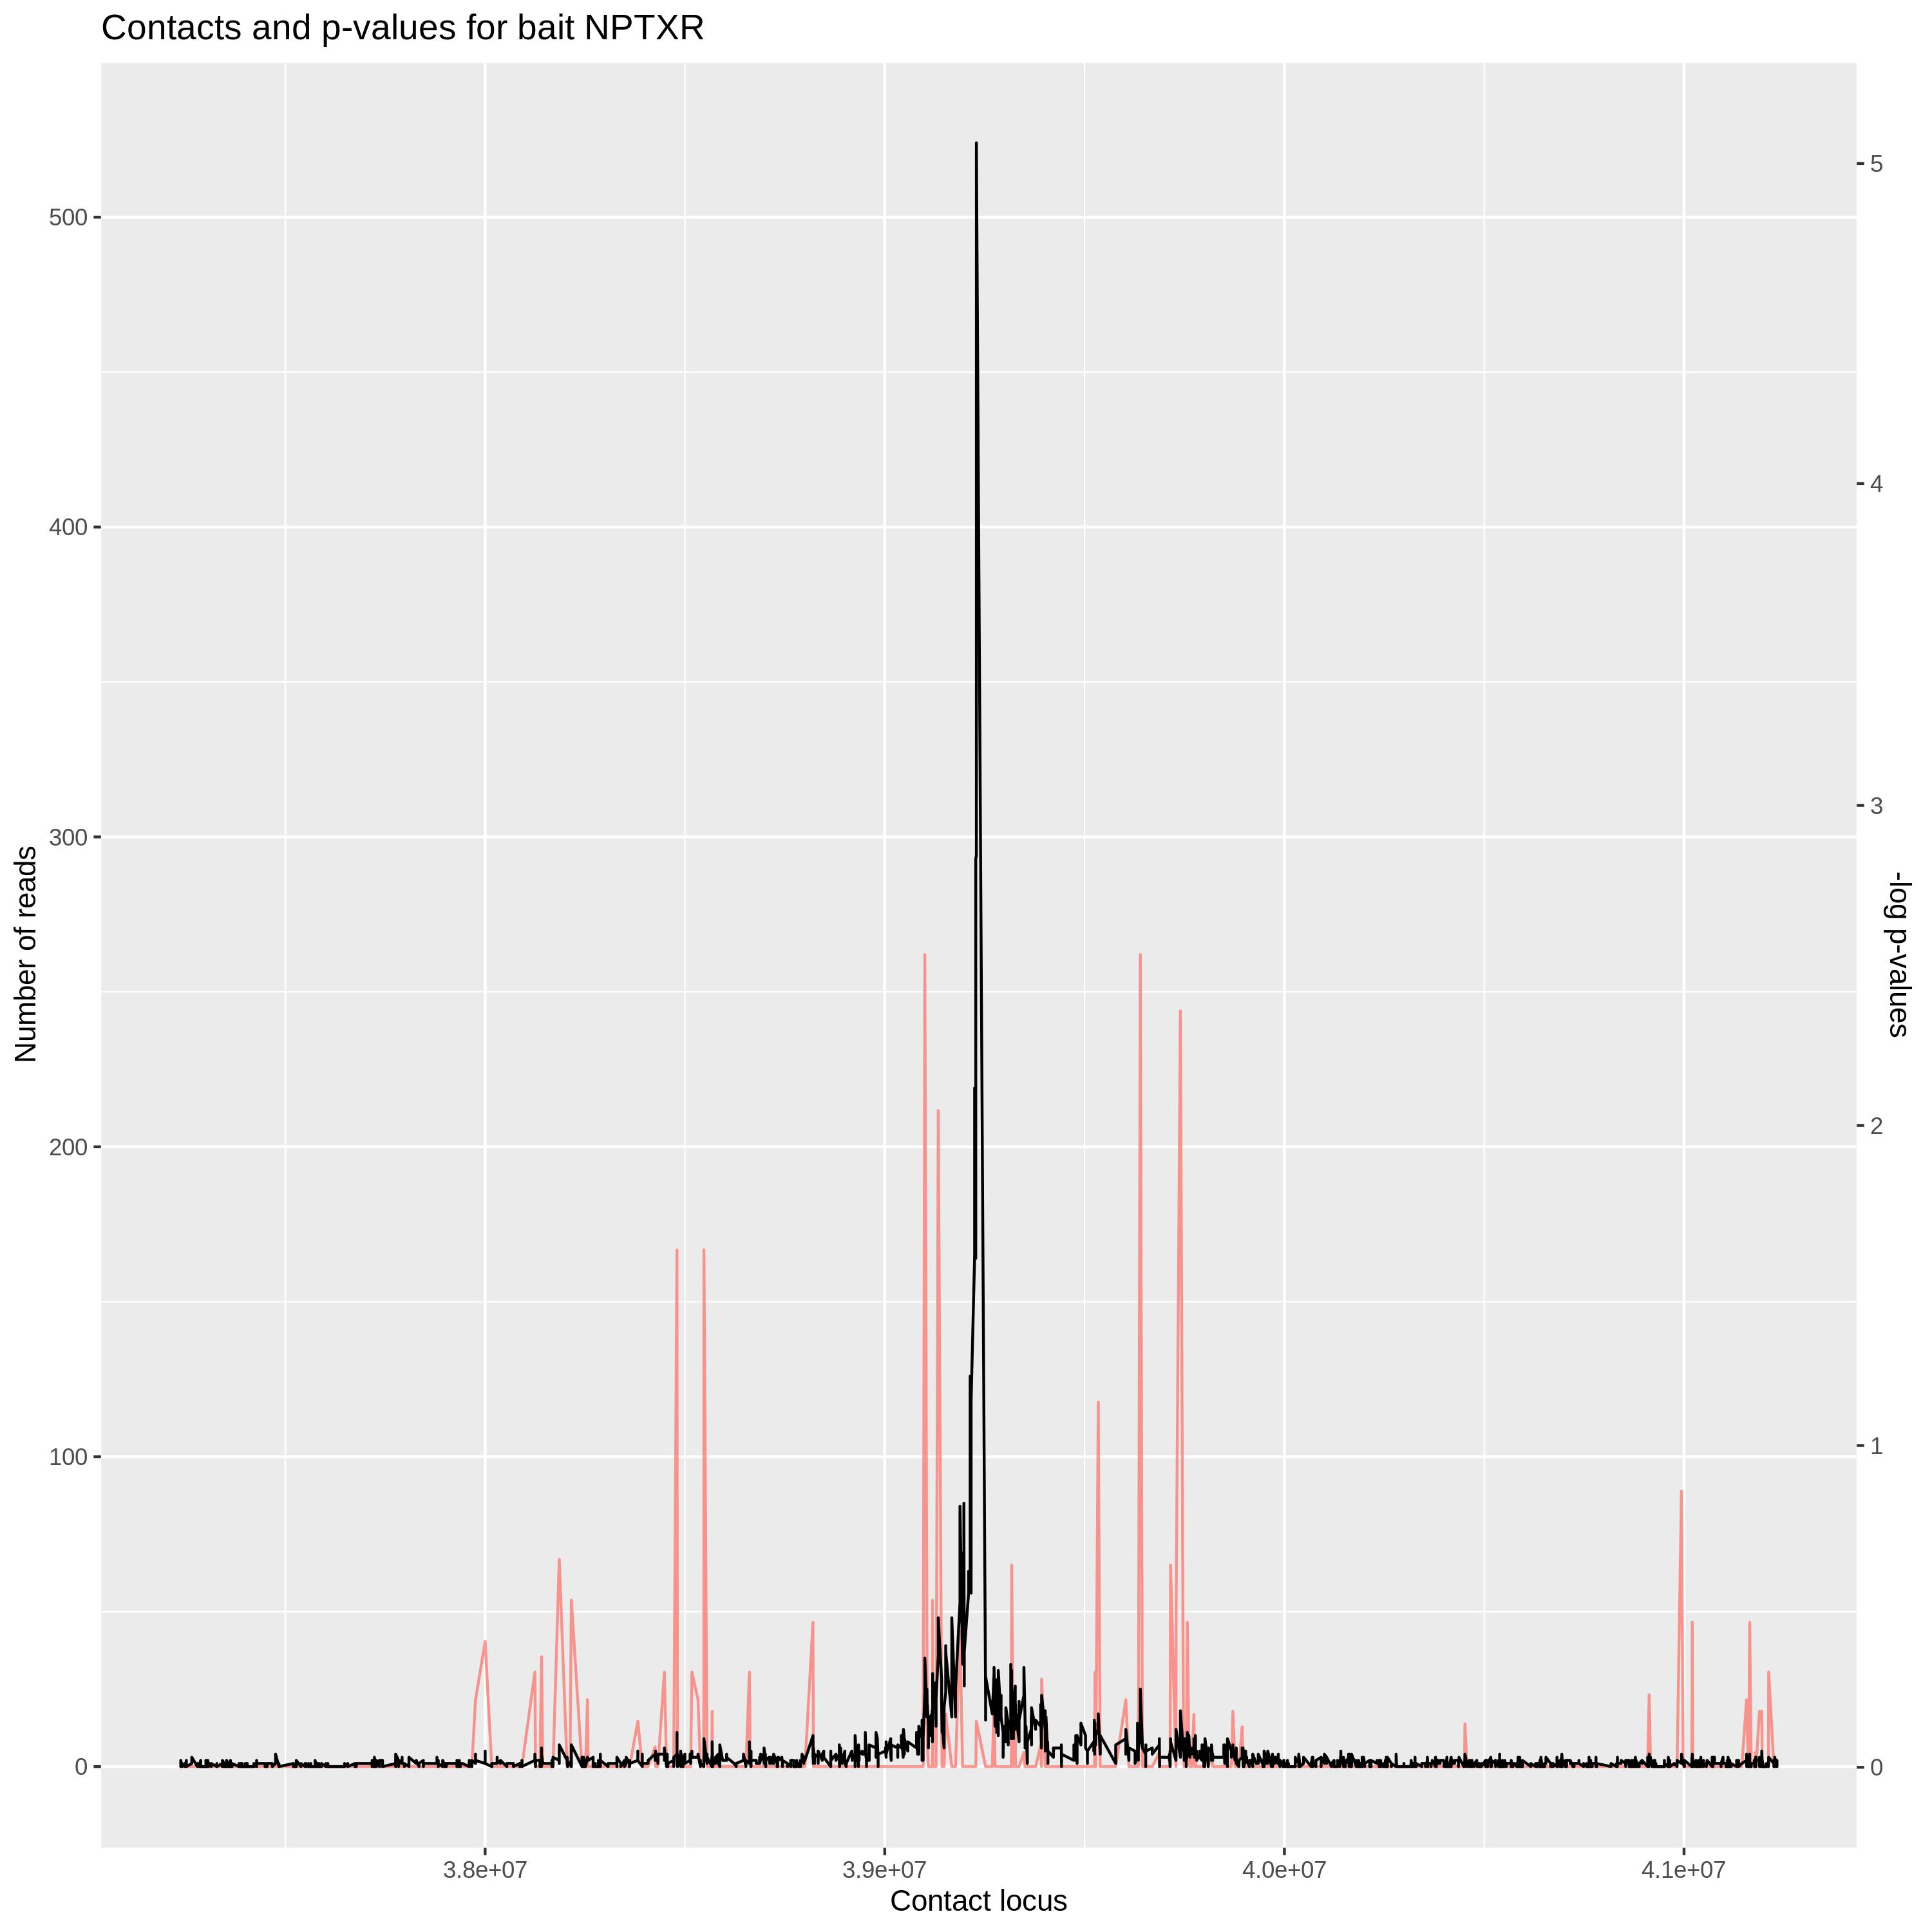 Contacts and p-values for bait NPTXR
Number of reads
500
400
300
200
100
0
5
4
3
2
1
0
-log p-values
3.8e+07
3.9e+07
4.0e+07
4.1e+07
Contact locus